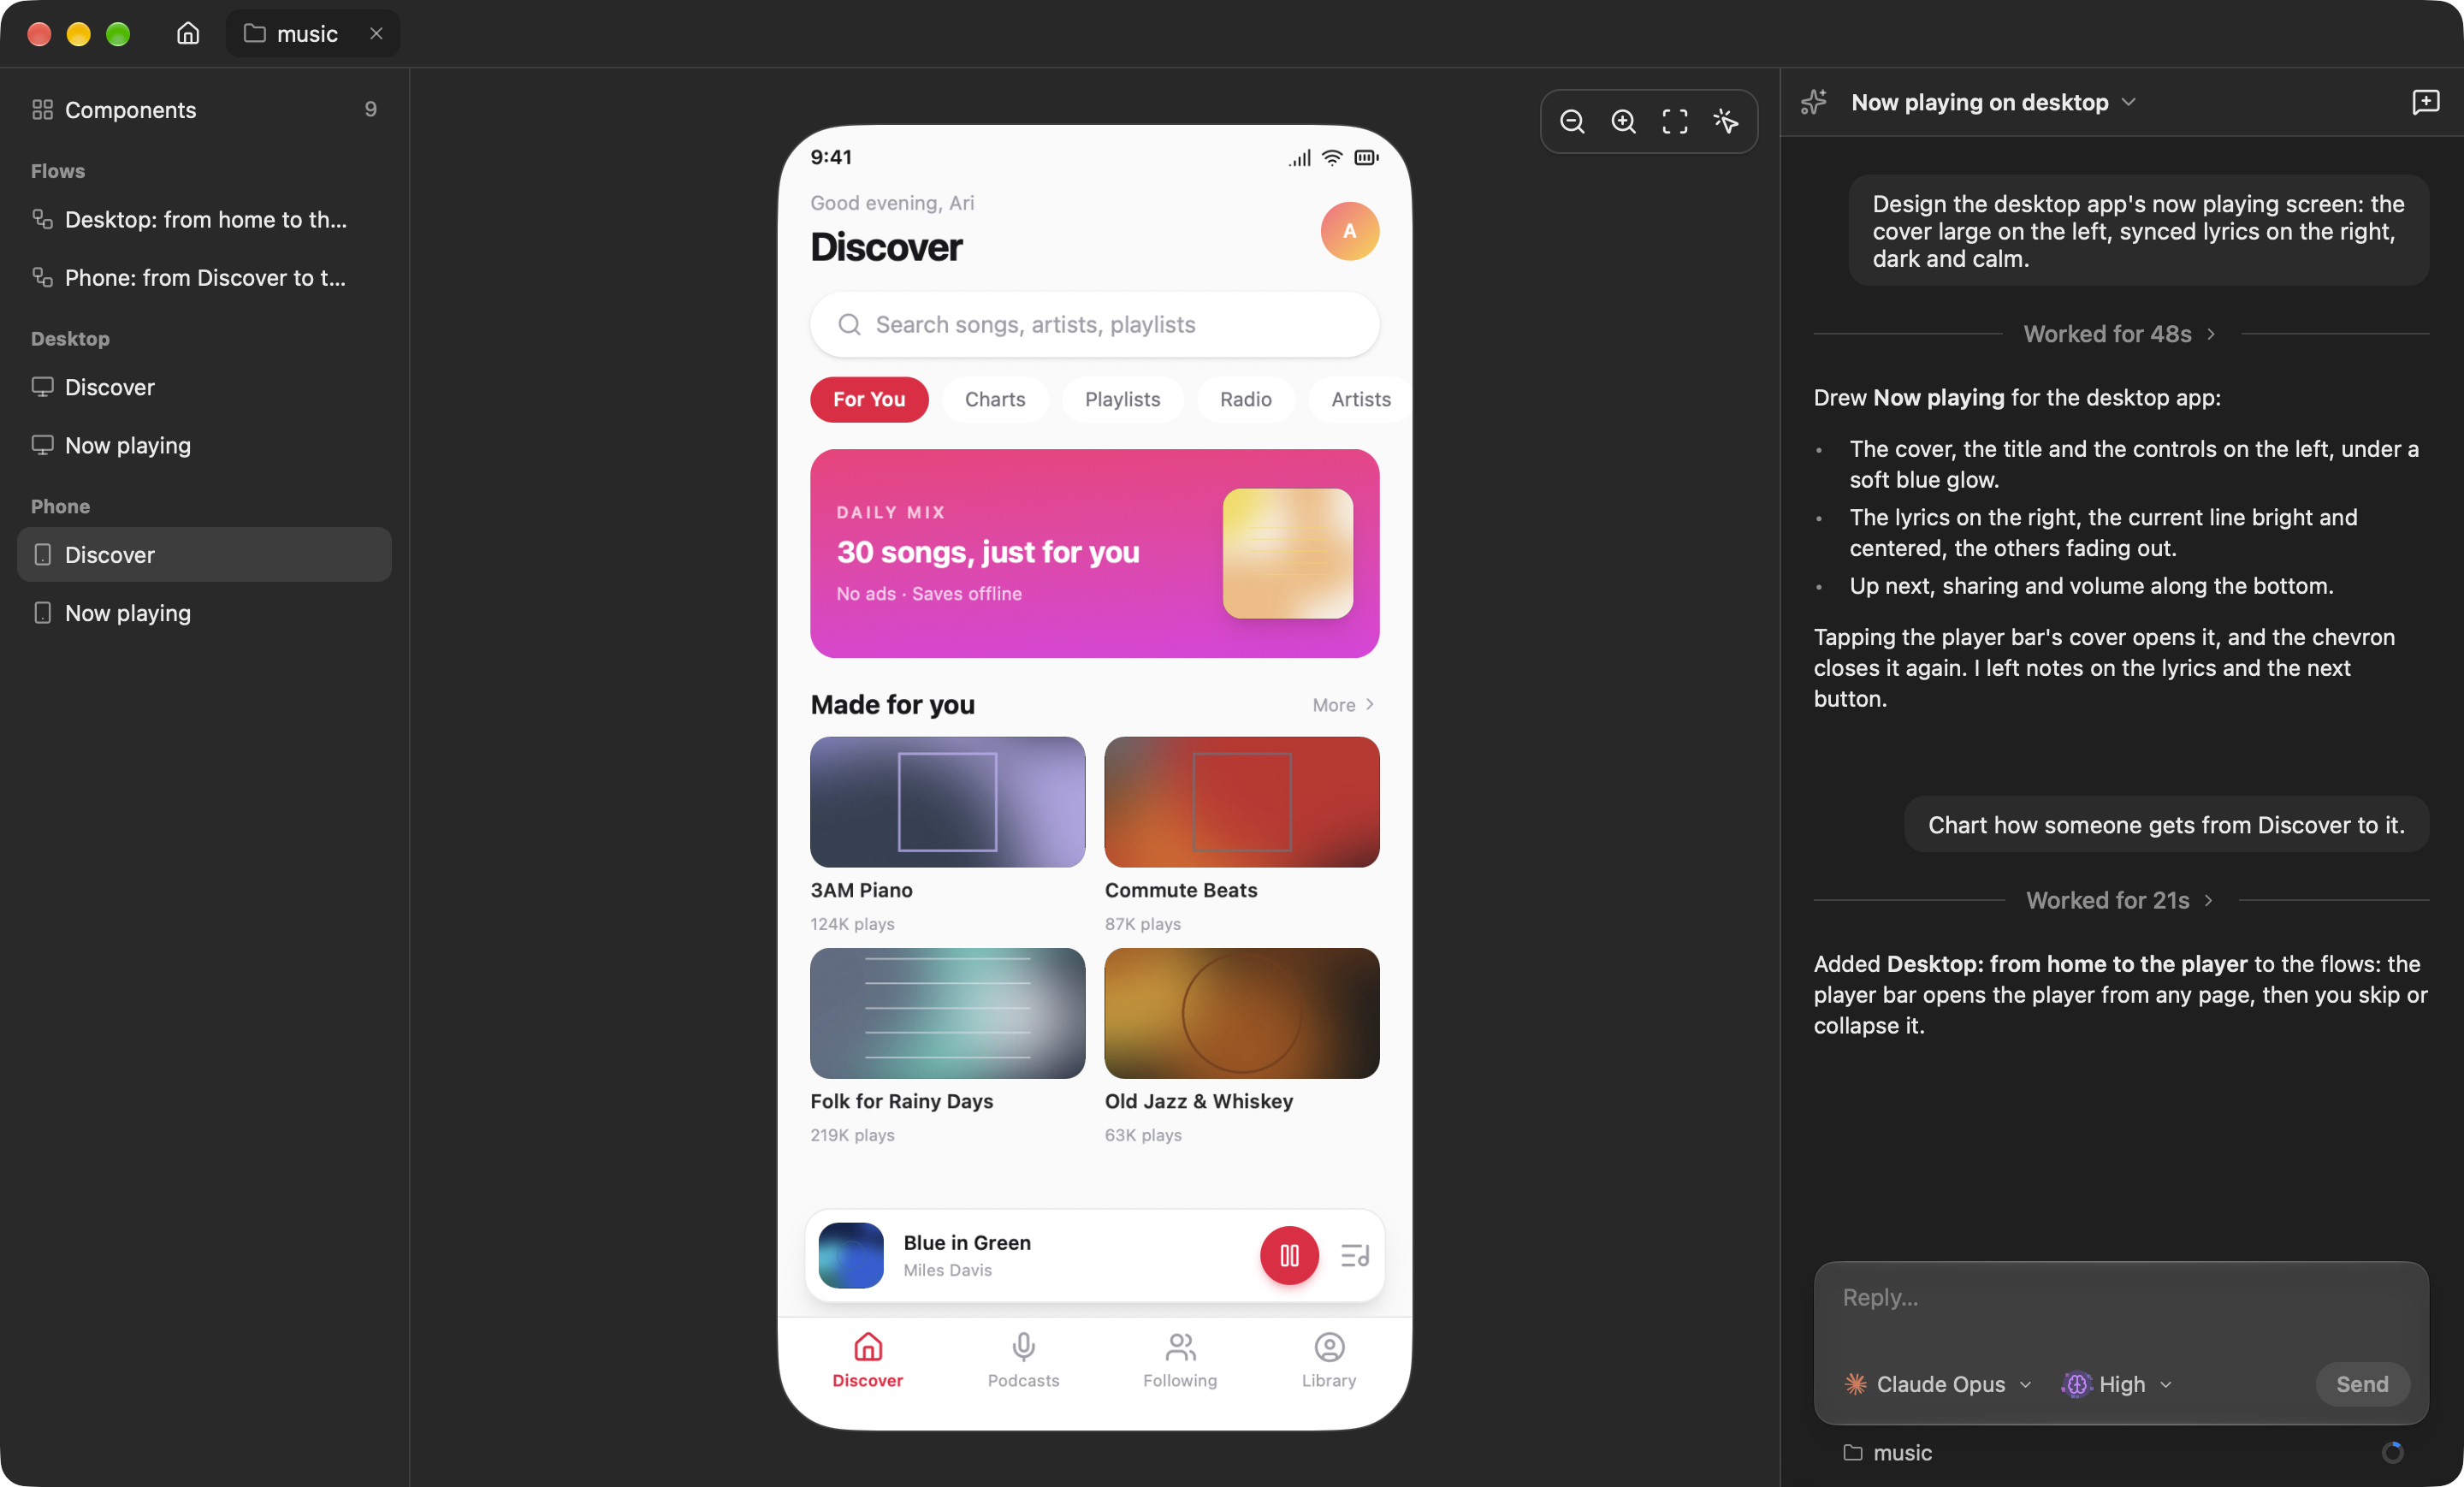 music
Components
9
Flows
Desktop: from home to th...
Phone: from Discover to t...
Desktop
Discover
Now playing
Phone
Discover
Now playing
9:41
Good evening, Ari
Discover
A
Search songs, artists, playlists
For You
Charts
Playlists
Radio
Artists
DAILY MIX
30 songs, just for you
No ads · Saves offline
Made for you
More
3AM Piano
124K plays
Commute Beats
87K plays
Folk for Rainy Days
219K plays
Old Jazz & Whiskey
63K plays
Blue in Green
Miles Davis
Discover
Podcasts
Following
Library
Now playing on desktop
Design the desktop app's now playing screen: the
cover large on the left, synced lyrics on the right,
dark and calm.
Worked for 48s
Drew Now playing for the desktop app:
• The cover, the title and the controls on the left, under a
soft blue glow.
• The lyrics on the right, the current line bright and
centered, the others fading out.
• Up next, sharing and volume along the bottom.
Tapping the player bar's cover opens it, and the chevron
closes it again. I left notes on the lyrics and the next
button.
Chart how someone gets from Discover to it.
Worked for 21s
Added Desktop: from home to the player to the flows: the
player bar opens the player from any page, then you skip or
collapse it.
Reply...
Claude Opus
High
Send
music